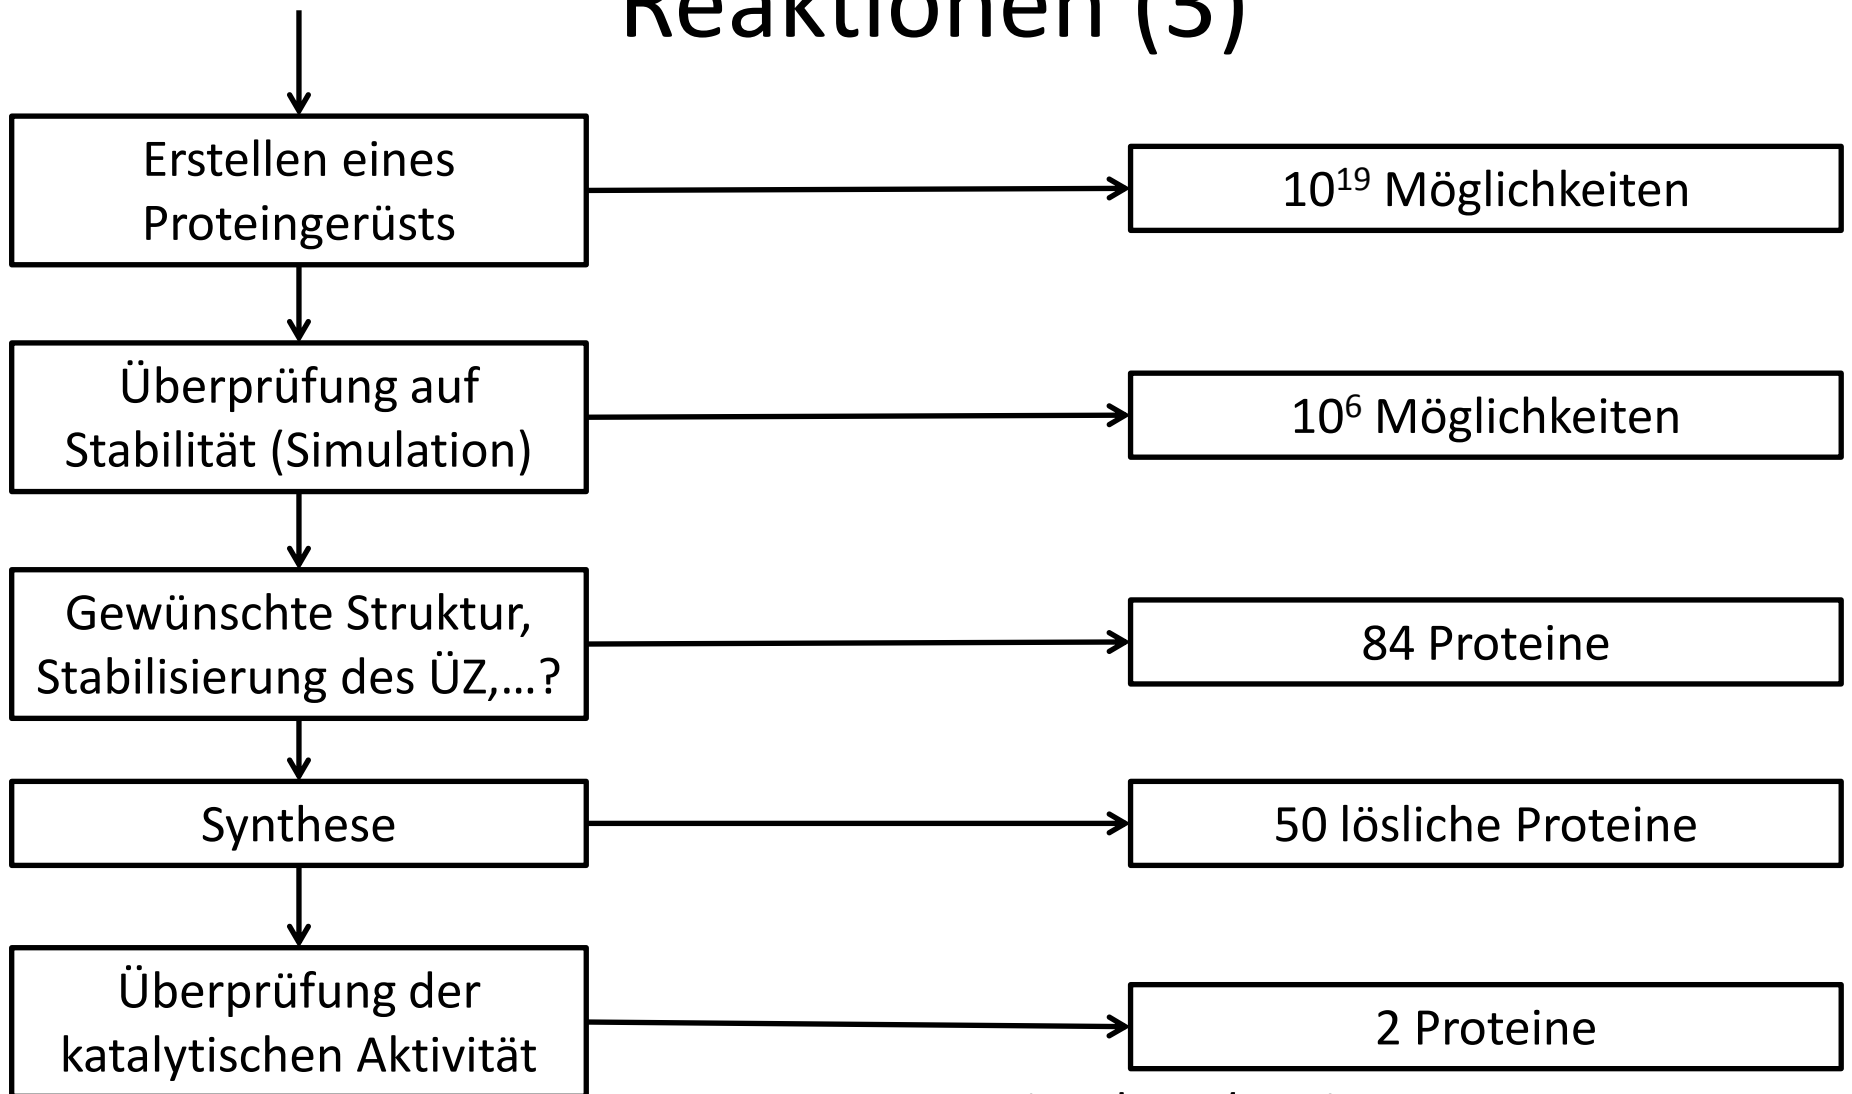 Reaktionen (3)
Erstellen eines
Proteingerüsts
10¹⁹ Möglichkeiten
Überprüfung auf
Stabilität (Simulation)
10⁶ Möglichkeiten
Gewünschte Struktur,
Stabilisierung des ÜZ,...?
84 Proteine
Synthese
50 lösliche Proteine
Überprüfung der
katalytischen Aktivität
2 Proteine